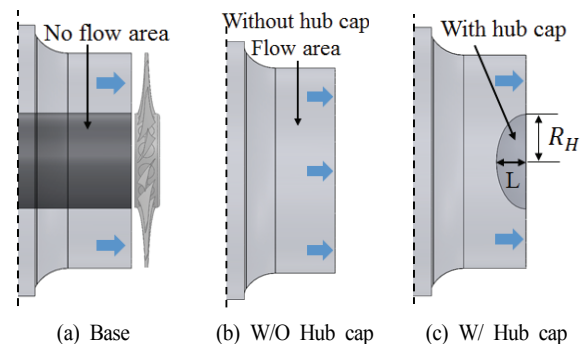 No flow area
(a) Base
Without hub cap
Flow area
(b) W/O Hub cap
With hub cap
R_H
L
(c) W/ Hub cap